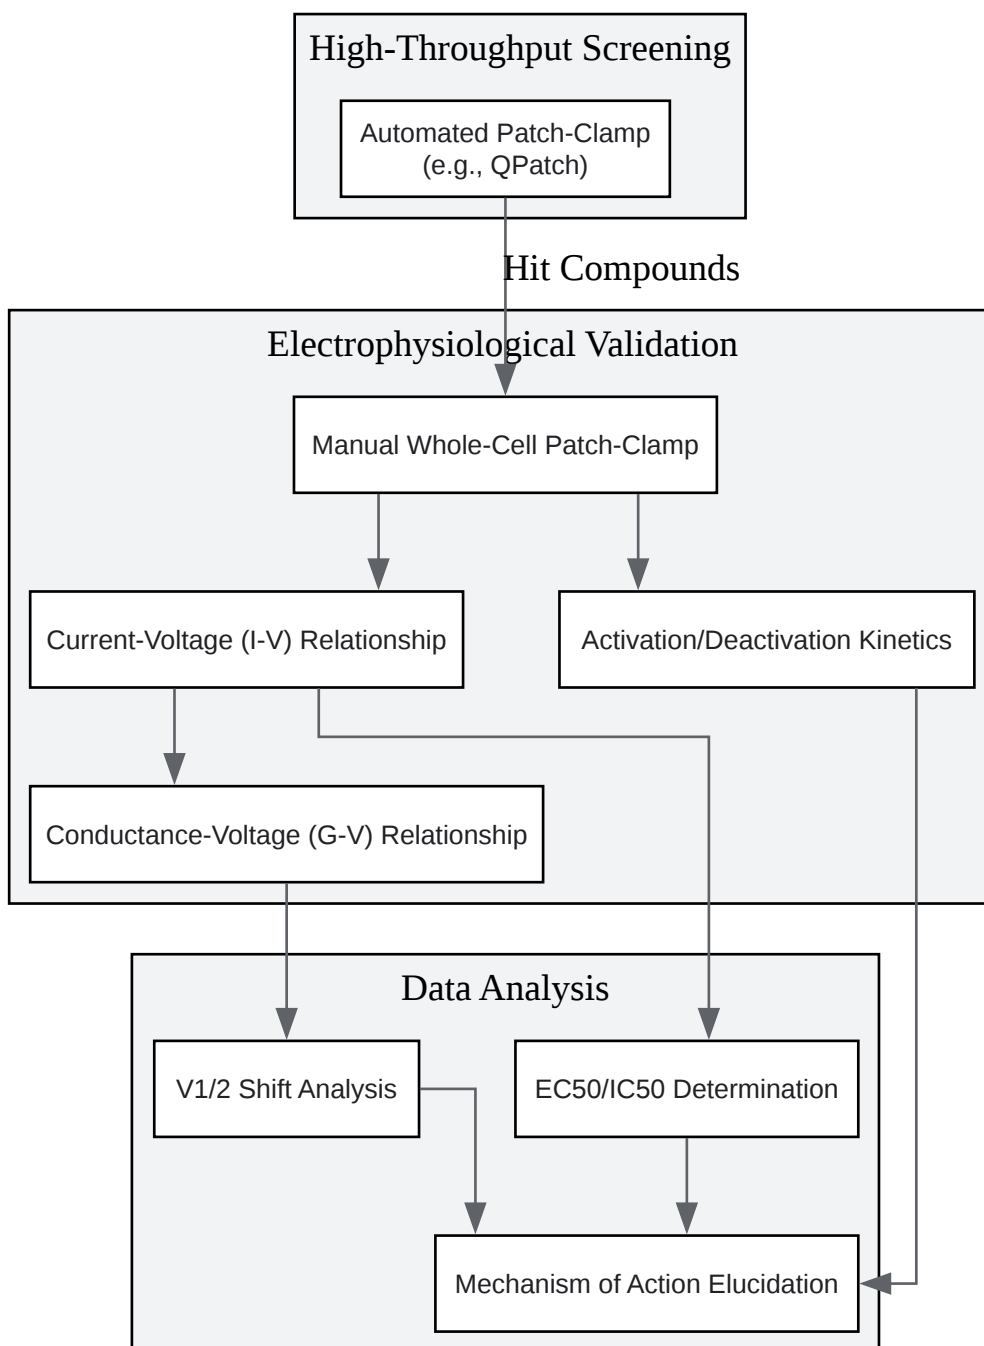 High-Throughput Screening
Automated Patch-Clamp
(e.g., QPatch)
Hit Compounds
Electrophysiological Validation
Manual Whole-Cell Patch-Clamp
Current-Voltage (I-V) Relationship
Activation/Deactivation Kinetics
Conductance-Voltage (G-V) Relationship
Data Analysis
V1/2 Shift Analysis
EC50/IC50 Determination
Mechanism of Action Elucidation